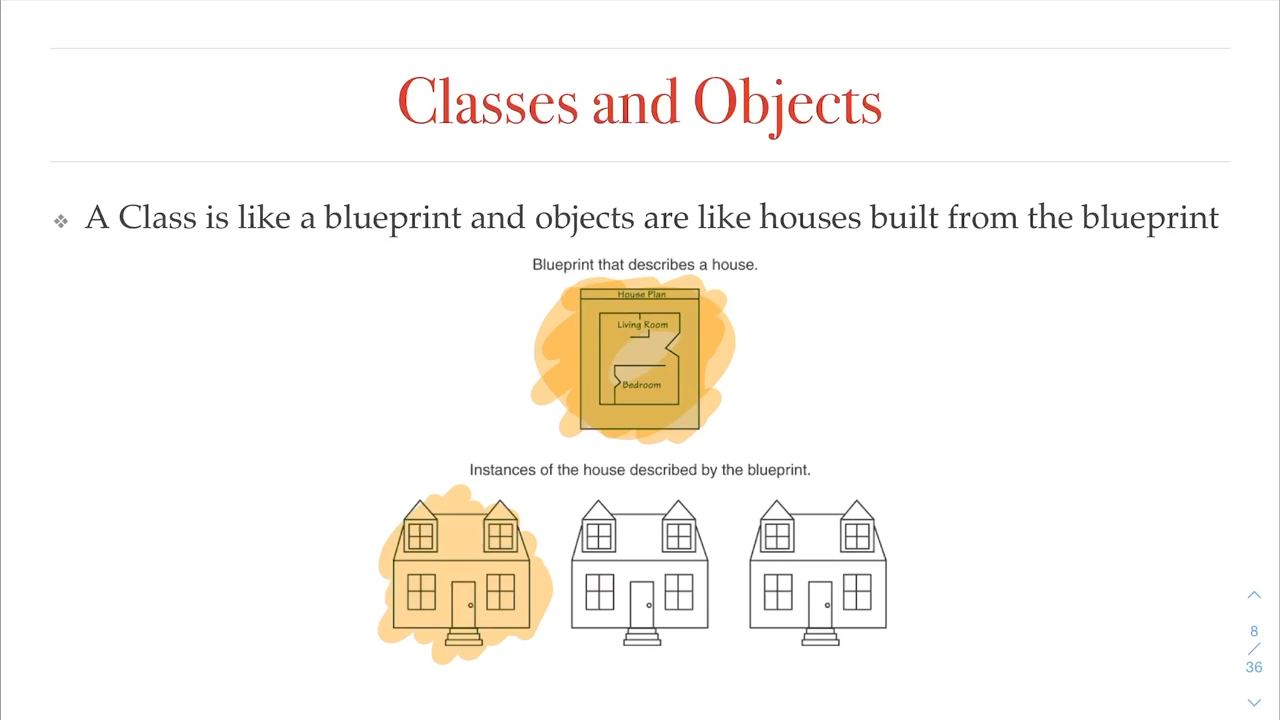 Classes and Objects
A Class is like a blueprint and objects are like houses built from the blueprint
Blueprint that describes a house.
House Plan
Living Room
Bedroom
Instances of the house described by the blueprint.
8
/
36